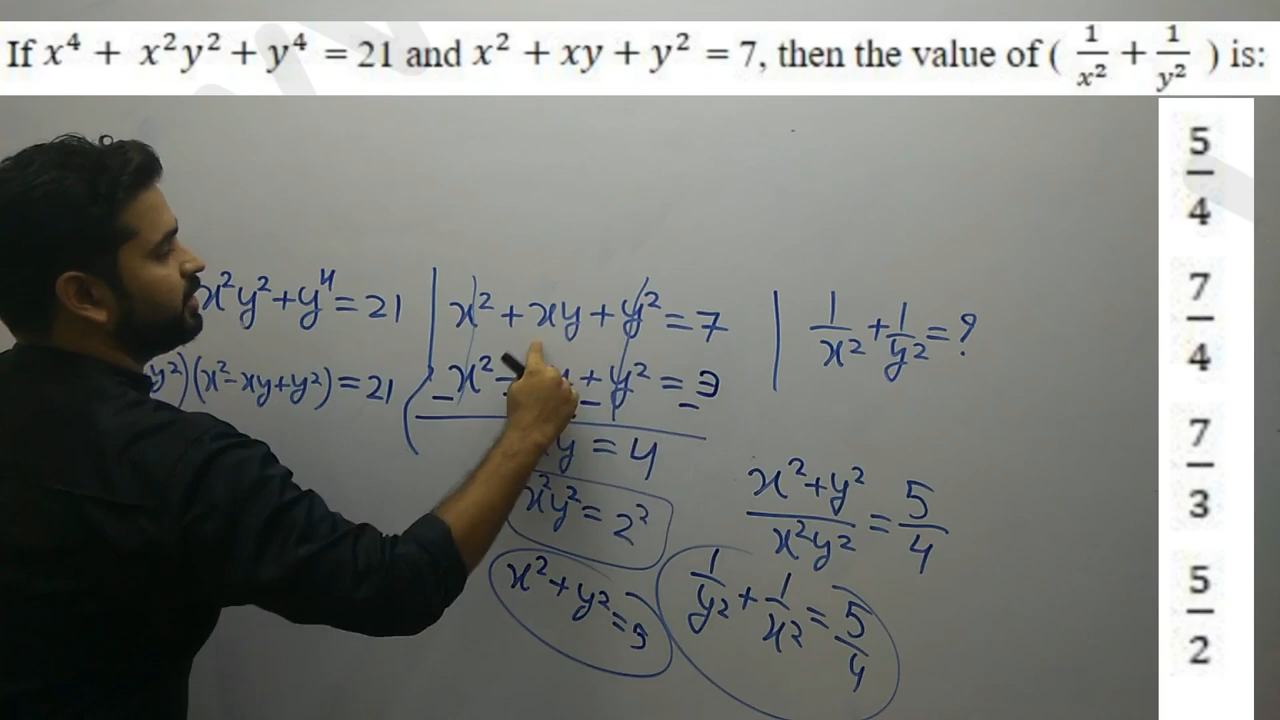 If x⁴ + x²y² + y⁴ = 21 and x² + xy + y² = 7, then the value of ( 1/x² + 1/y² ) is:
5/4
7/4
7/3
5/2
x²y² + y⁴ = 21
y²)(x² - xy + y²) = 21
x² + xy + y² = 7
x² - y + y² = 3
- - -
y = 4
x²y² = 2²
x² + y² = 5
1/x² + 1/y² = ?
x² + y² / x²y² = 5/4
1/y² + 1/x² = 5/4